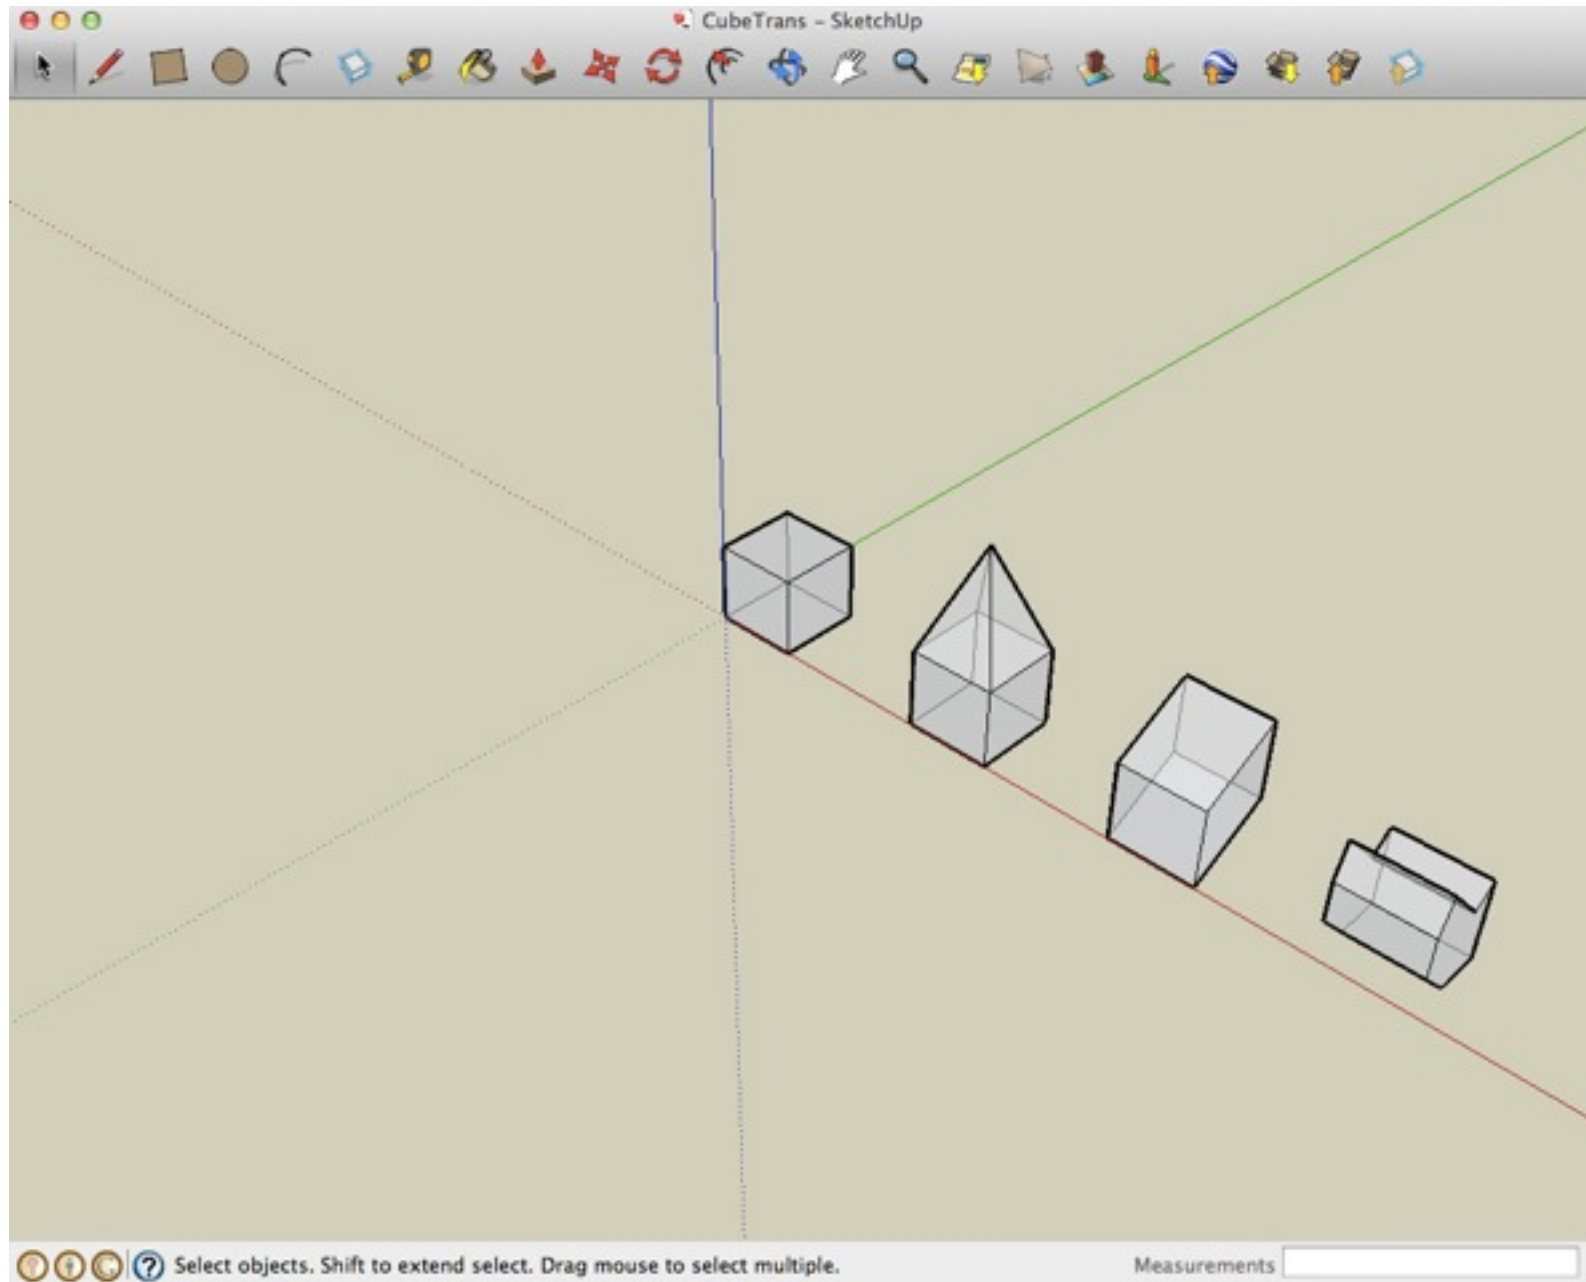 CubeTrans – SketchUp
Select objects. Shift to extend select. Drag mouse to select multiple.
Measurements